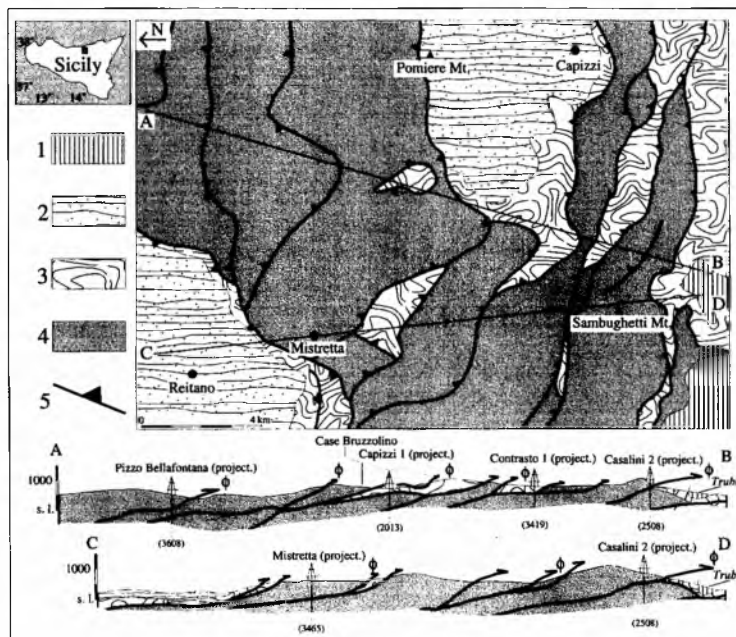 N
38°
37°
Sicily
13° 14°
Pomiere Mt.
Capizzi
A
1
2
3
4
5
B
D
Sambughetti Mt.
C
Mistretta
Reitano
0 4 km
A
Case Bruzzolino
B
Pizzo Bellafontana (project.)
Capizzi 1 (project.)
Contrasto 1 (project.)
Casalini 2 (project.)
1000
ϕ ϕ ϕ ϕ ϕ
Trubi
s. l.
(3608)
(2013)
(3419)
(2508)
C
D
Mistretta (project.)
Casalini 2 (project.)
1000
ϕ ϕ ϕ
Trub
s. l.
(3465)
(2508)